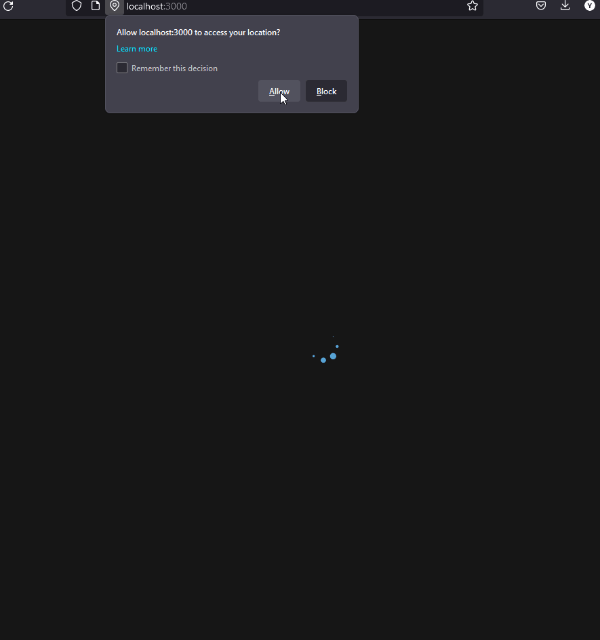 localhost:3000
Allow localhost:3000 to access your location?
Learn more
Remember this decision
Allow
Block
Y